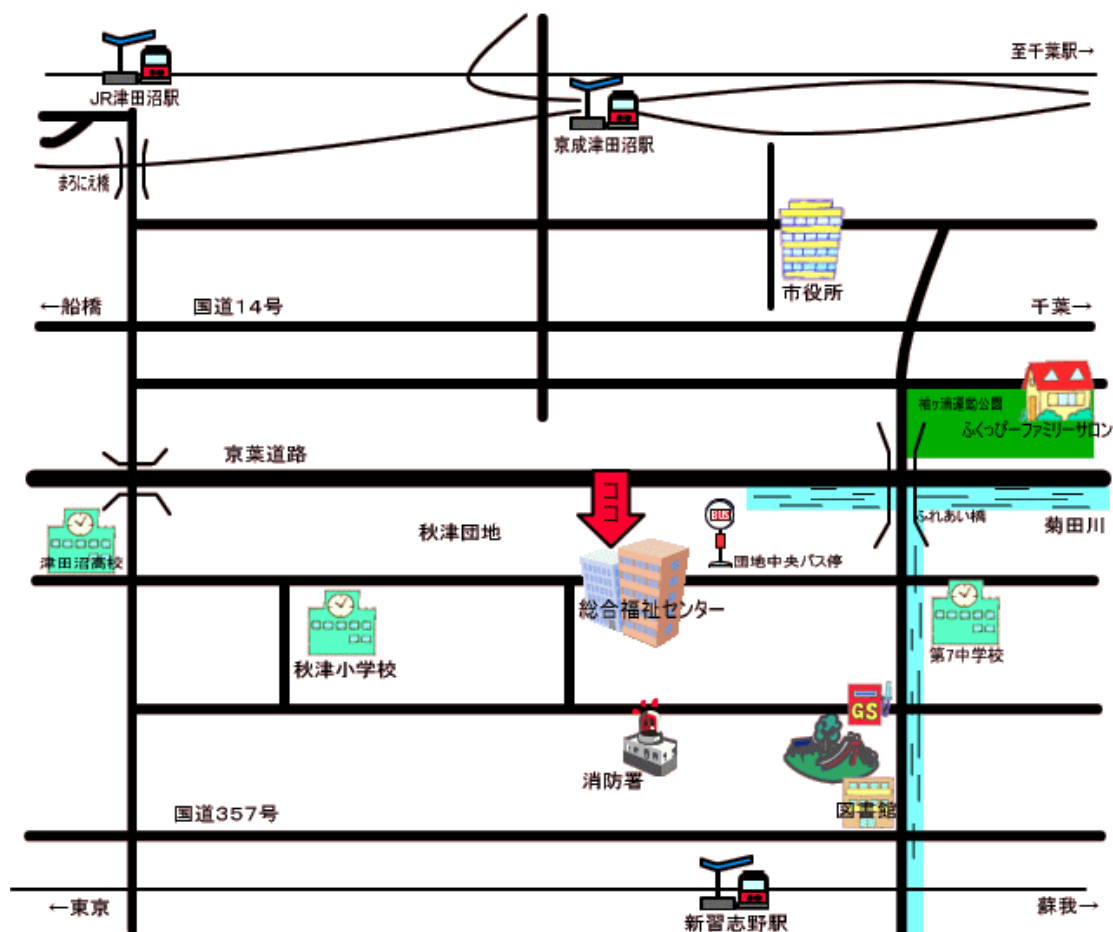 至千葉駅→
JR津田沼駅
京成津田沼駅
まろにえ橋
市役所
←船橋
国道14号
千葉→
袖ヶ浦運動公園
ふくっぴーファミリーサロン
京葉道路
ココ
BUS
ふれあい橋
菊田川
秋津団地
津田沼高校
団地中央バス停
総合福祉センター
秋津小学校
第7中学校
GS
消防署
国道357号
図書館
←東京
新習志野駅
蘇我→